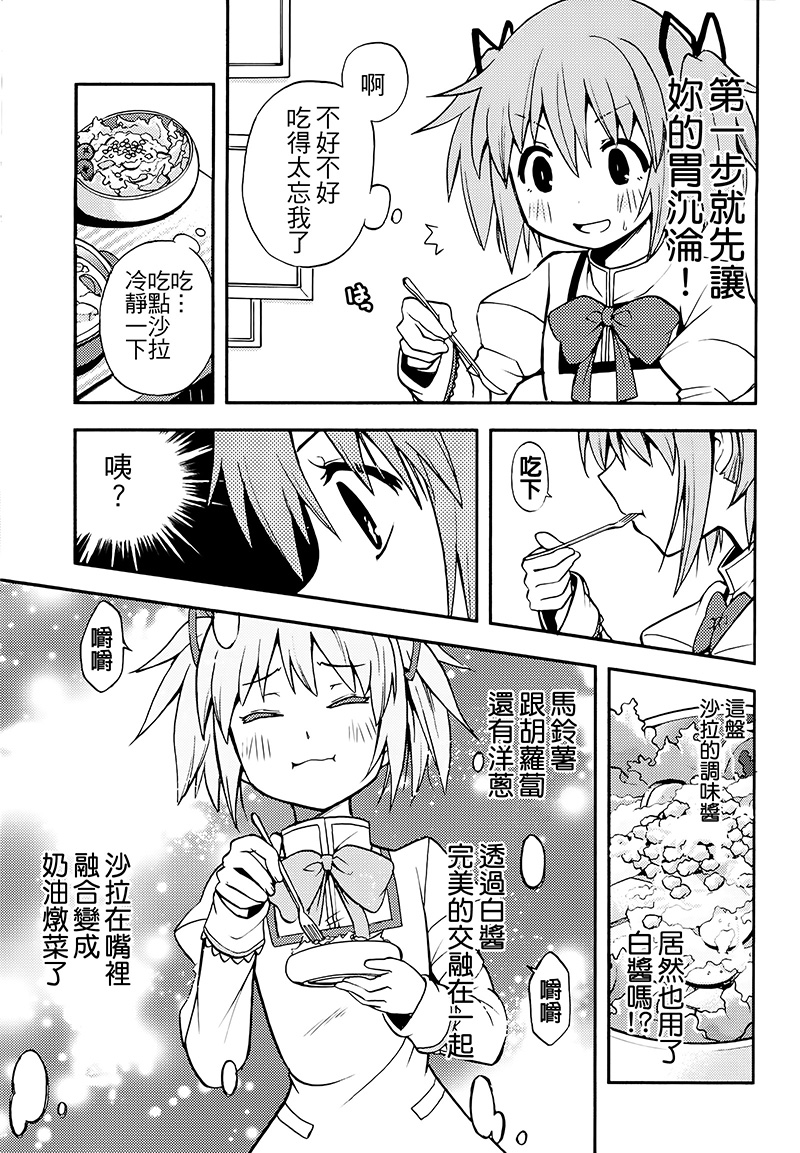 第一步就先讓
妳的胃沉淪！
啊
不好不好
吃得太忘我了
はっ
吃…
吃點沙拉
冷靜一下
吃下
咦？
這盤
沙拉的調味醬
居然也用了
白醬嗎!?
馬鈴薯
跟胡蘿蔔
還有洋蔥
透過白醬
完美的交融在一起
嚼嚼
嚼嚼
沙拉在嘴裡
融合變成
奶油燉菜了